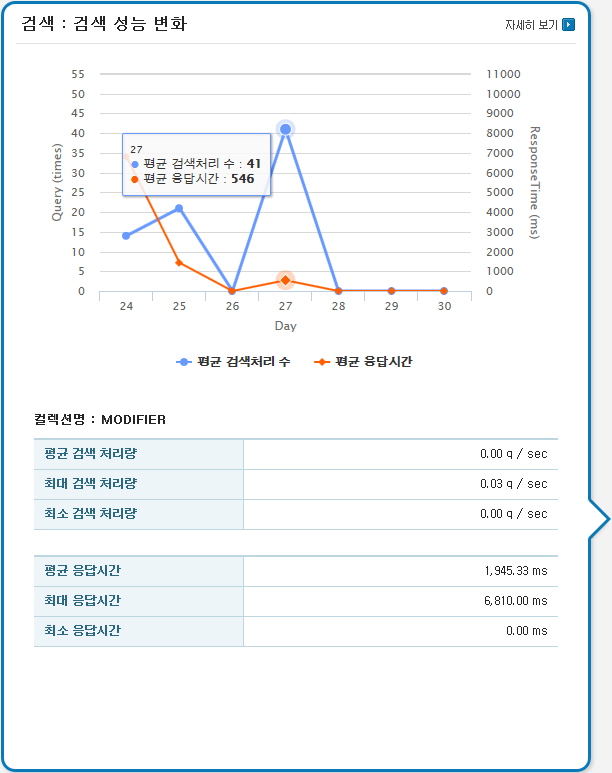 검색 : 검색 성능 변화
자세히 보기
55
50
45
40
35
30
25
20
15
10
5
0
Query (times)
11000
10000
9000
8000
7000
6000
5000
4000
3000
2000
1000
0
ResponseTime (ms)
27
평균 검색처리 수 : 41
평균 응답시간 : 546
24 25 26 27 28 29 30
Day
평균 검색처리 수 평균 응답시간
컬렉션명 : MODIFIER
평균 검색 처리량 0.00 q / sec
최대 검색 처리량 0.03 q / sec
최소 검색 처리량 0.00 q / sec
평균 응답시간 1,945.33 ms
최대 응답시간 6,810.00 ms
최소 응답시간 0.00 ms